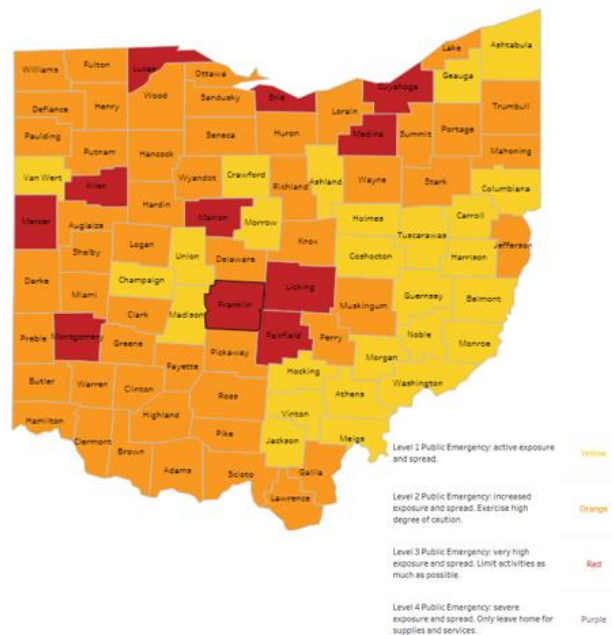 Ashtabula
Lake
Williams
Fulton
Lucas
Ottawa
Geauga
Cuyahoga
Wood
Sandusky
Erie
Defiance
Henry
Lorain
Trumbull
Medina
Summit
Portage
Paulding
Seneca
Huron
Putnam
Hancock
Mahoning
Van Wert
Allen
Wyandot
Crawford
Richland
Ashland
Wayne
Stark
Columbiana
Hardin
Mercer
Auglaize
Marion
Morrow
Holmes
Carroll
Tuscarawas
Jefferson
Logan
Shelby
Union
Delaware
Knox
Coshocton
Harrison
Darke
Champaign
Licking
Miami
Franklin
Guernsey
Belmont
Clark
Madison
Muskingum
Preble
Montgomery
Greene
Fairfield
Perry
Noble
Monroe
Pickaway
Morgan
Fayette
Hocking
Butler
Warren
Clinton
Ross
Athens
Washington
Highland
Vinton
Hamilton
Clermont
Pike
Jackson
Meigs
Brown
Adams
Scioto
Gallia
Lawrence
Level 1 Public Emergency: active exposure
and spread.
Yellow
Level 2 Public Emergency: increased
exposure and spread. Exercise high
degree of caution.
Orange
Level 3 Public Emergency: very high
exposure and spread. Limit activities as
much as possible.
Red
Level 4 Public Emergency: severe
exposure and spread. Only leave home for
supplies and services.
Purple